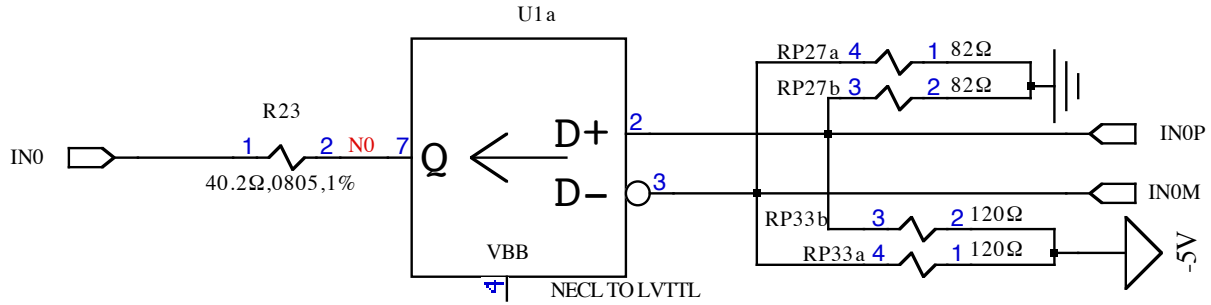 U1a
RP27a 4 1 82Ω
RP27b 3 2 82Ω
R23
IN0 1 2 N0 7 Q D+ 2 IN0P
40.2Ω,0805,1%
D- 3 IN0M
RP33b 3 2 120Ω
RP33a 4 1 120Ω
-5V
VBB
4
NECL TO LVTTL